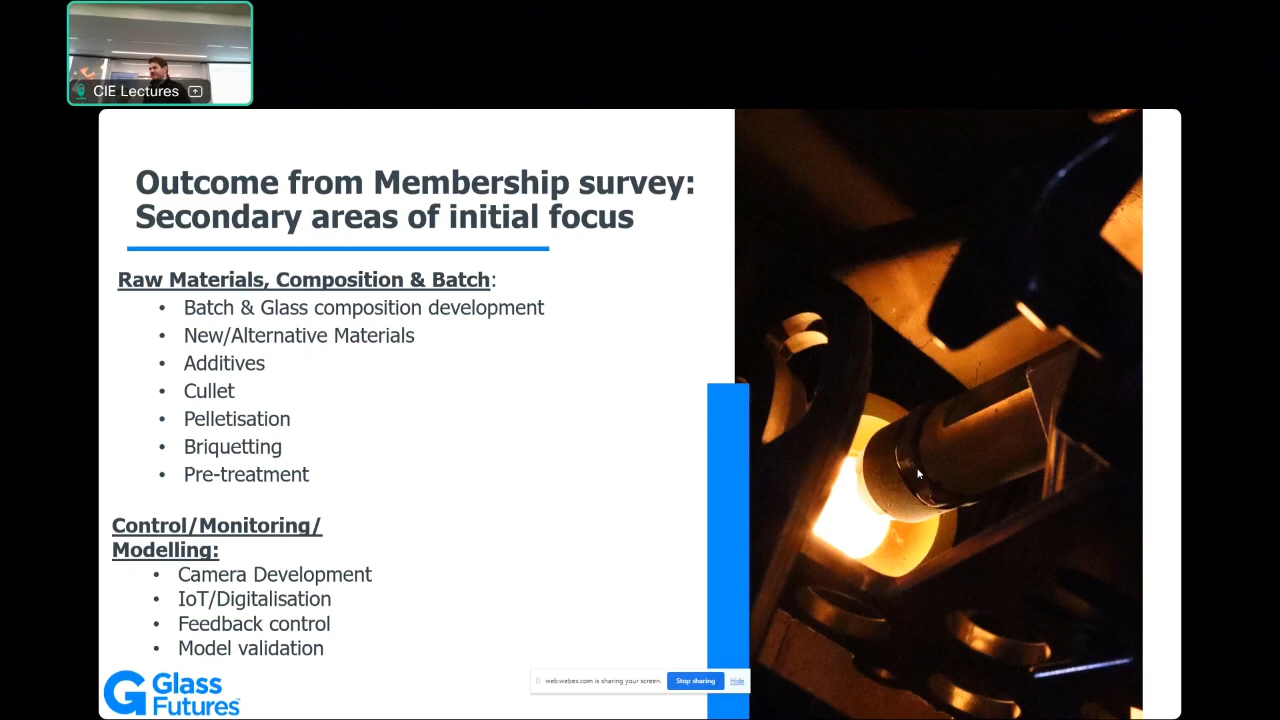 CIE Lectures
Outcome from Membership survey:
Secondary areas of initial focus
Raw Materials, Composition & Batch:
• Batch & Glass composition development
• New/Alternative Materials
• Additives
• Cullet
• Pelletisation
• Briquetting
• Pre-treatment
Control/Monitoring/
Modelling:
• Camera Development
• IoT/Digitalisation
• Feedback control
• Model validation
Glass
Futures
web.webex.com is sharing your screen. Stop sharing Hide